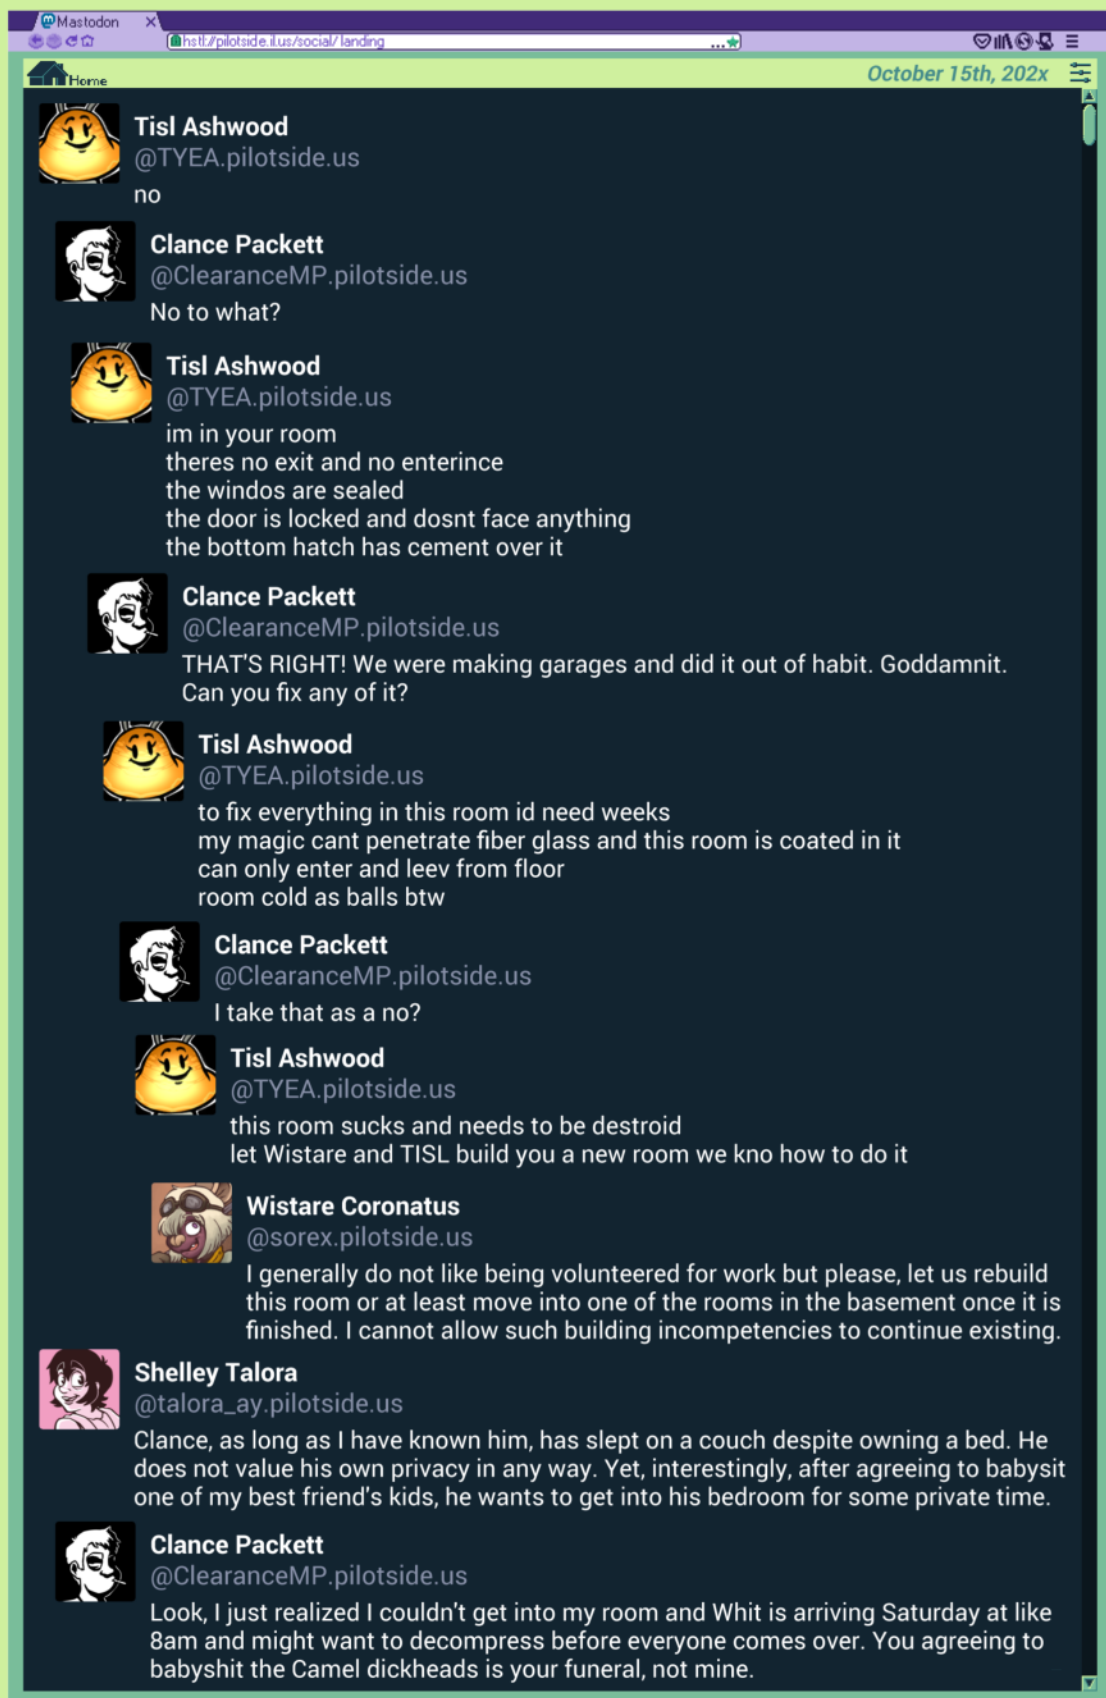 Mastodon
hstl://pilotside.il.us/social/landing
Home
October 15th, 202x
Tisl Ashwood
@TYEA.pilotside.us
no
Clance Packett
@ClearanceMP.pilotside.us
No to what?
Tisl Ashwood
@TYEA.pilotside.us
im in your room
theres no exit and no enterince
the windos are sealed
the door is locked and dosnt face anything
the bottom hatch has cement over it
Clance Packett
@ClearanceMP.pilotside.us
THAT'S RIGHT! We were making garages and did it out of habit. Goddamnit.
Can you fix any of it?
Tisl Ashwood
@TYEA.pilotside.us
to fix everything in this room id need weeks
my magic cant penetrate fiber glass and this room is coated in it
can only enter and leev from floor
room cold as balls btw
Clance Packett
@ClearanceMP.pilotside.us
I take that as a no?
Tisl Ashwood
@TYEA.pilotside.us
this room sucks and needs to be destroid
let Wistare and TISL build you a new room we kno how to do it
Wistare Coronatus
@sorex.pilotside.us
I generally do not like being volunteered for work but please, let us rebuild
this room or at least move into one of the rooms in the basement once it is
finished. I cannot allow such building incompetencies to continue existing.
Shelley Talora
@talora_ay.pilotside.us
Clance, as long as I have known him, has slept on a couch despite owning a bed. He
does not value his own privacy in any way. Yet, interestingly, after agreeing to babysit
one of my best friend's kids, he wants to get into his bedroom for some private time.
Clance Packett
@ClearanceMP.pilotside.us
Look, I just realized I couldn't get into my room and Whit is arriving Saturday at like
8am and might want to decompress before everyone comes over. You agreeing to
babyshit the Camel dickheads is your funeral, not mine.